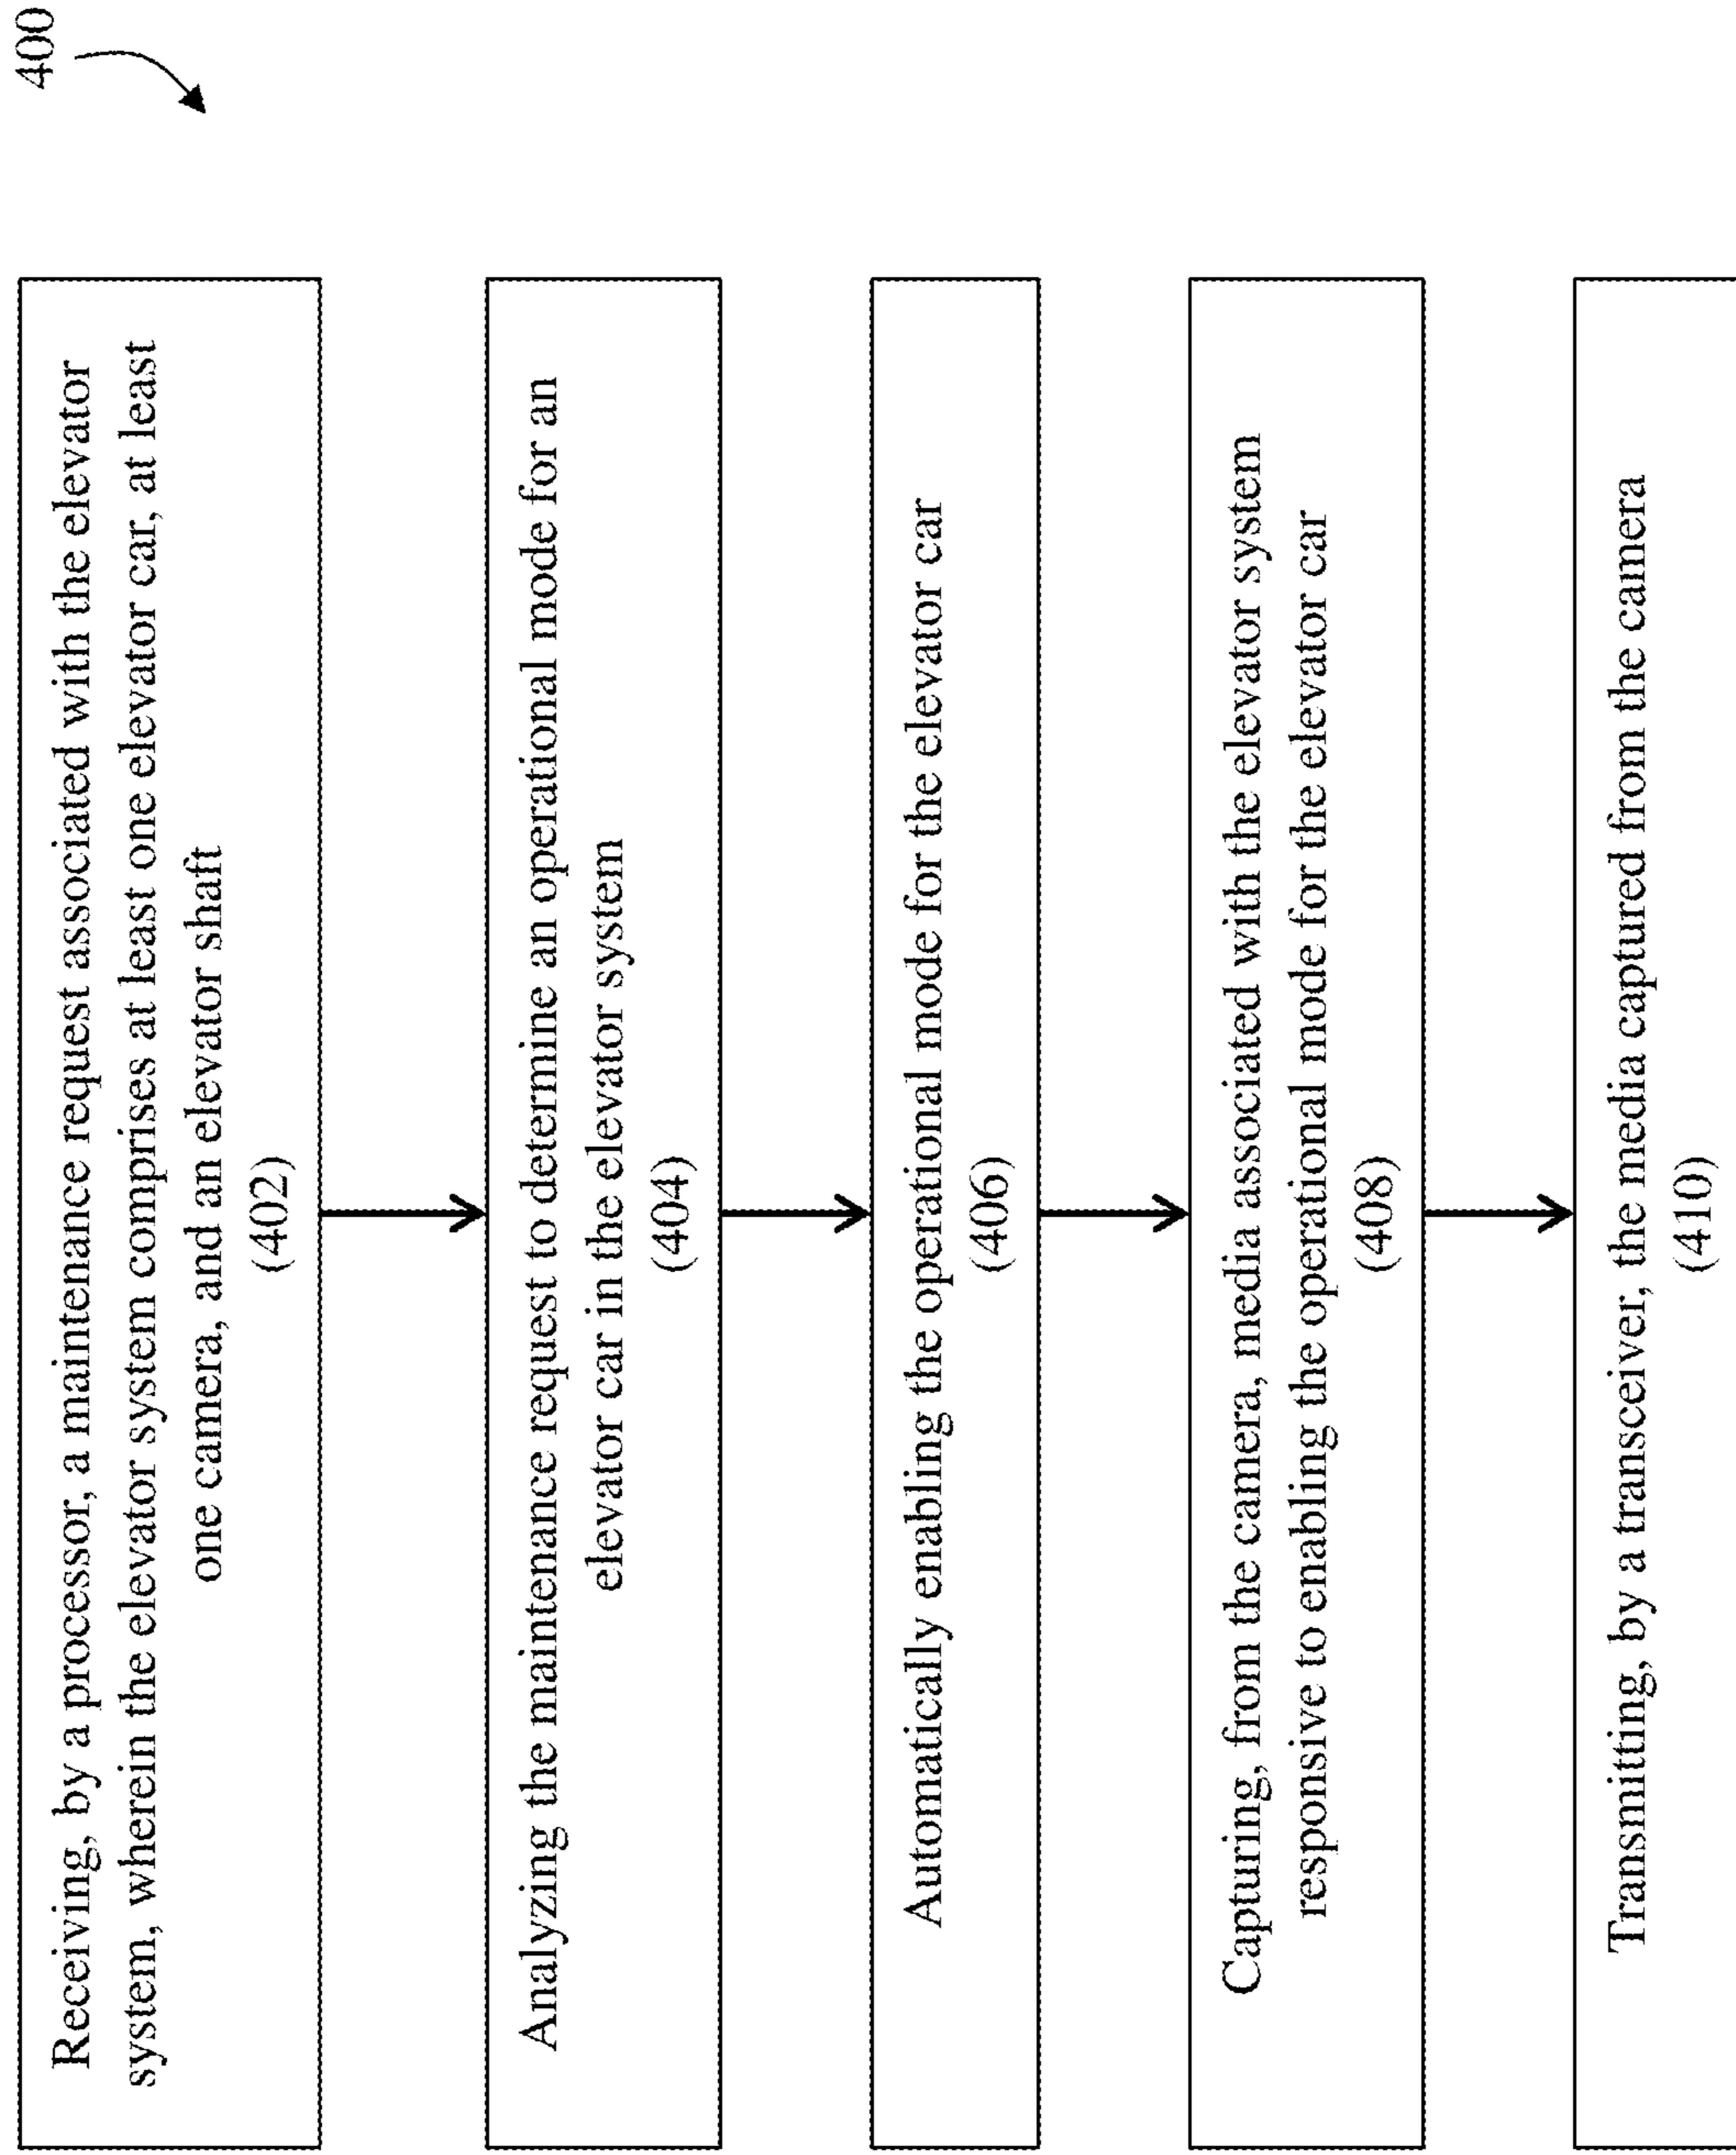 400
Receiving, by a processor, a maintenance request associated with the elevator
system, wherein the elevator system comprises at least one elevator car, at least
one camera, and an elevator shaft
(402)
Analyzing the maintenance request to determine an operational mode for an
elevator car in the elevator system
(404)
Automatically enabling the operational mode for the elevator car
(406)
Capturing, from the camera, media associated with the elevator system
responsive to enabling the operational mode for the elevator car
(408)
Transmitting, by a transceiver, the media captured from the camera
(410)